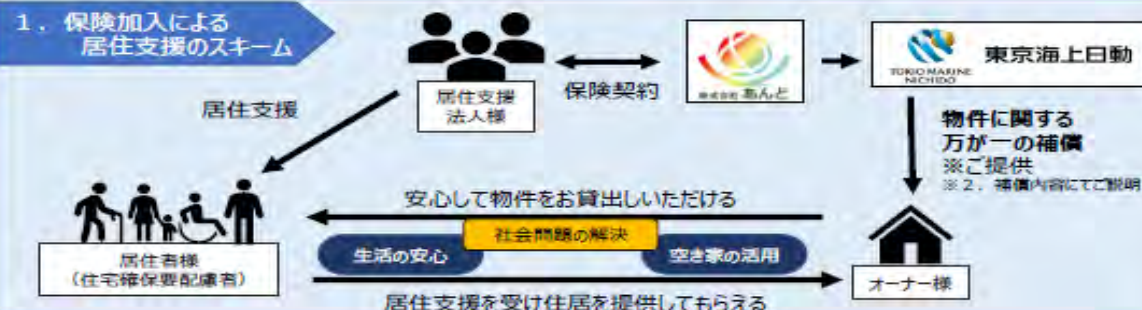 １．保険加入による
居住支援のスキーム
居住支援
法人様
保険契約
株式会社 あんど
TOKIO MARINE
NICHIDO
東京海上日動
居住支援
物件に関する
万が一の補償
※ご提供
※２．補償内容にてご説明
安心して物件をお貸出しいただける
社会問題の解決
生活の安心
空き家の活用
居住者様
（住宅確保要配慮者）
オーナー様
居住支援を受け住居を提供してもらえる